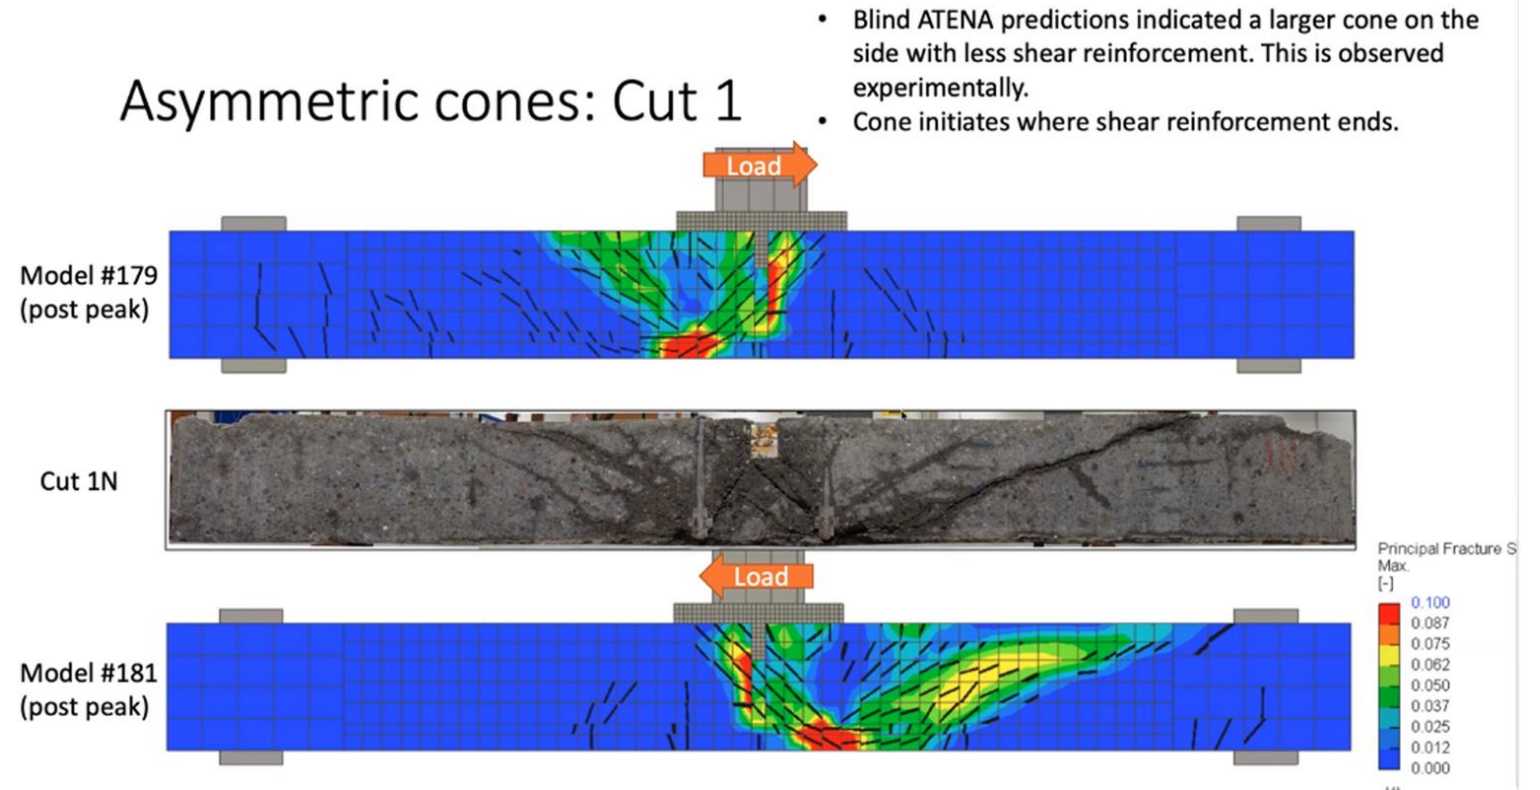 • Blind ATENA predictions indicated a larger cone on the
side with less shear reinforcement. This is observed
experimentally.
• Cone initiates where shear reinforcement ends.
Asymmetric cones: Cut 1
Load
Model #179
(post peak)
Cut 1N
1N
Load
Model #181
(post peak)
Principal Fracture S
Max.
[-]
0.100
0.087
0.075
0.062
0.050
0.037
0.025
0.012
0.000